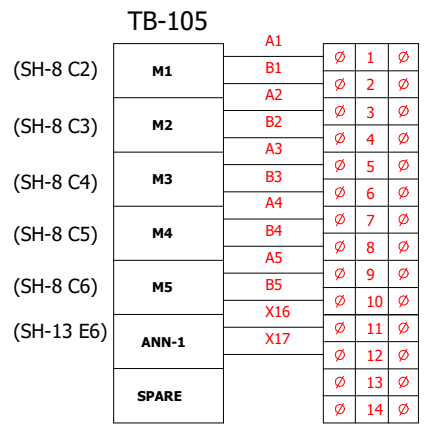 TB-105
A1
(SH-8 C2) M1 Ø 1 Ø
B1
Ø 2 Ø
A2
(SH-8 C3) M2 Ø 3 Ø
B2
Ø 4 Ø
A3
(SH-8 C4) M3 Ø 5 Ø
B3
Ø 6 Ø
A4
(SH-8 C5) M4 Ø 7 Ø
B4
Ø 8 Ø
A5
(SH-8 C6) M5 Ø 9 Ø
B5
Ø 10 Ø
X16
(SH-13 E6) ANN-1 Ø 11 Ø
X17
Ø 12 Ø
SPARE Ø 13 Ø
Ø 14 Ø